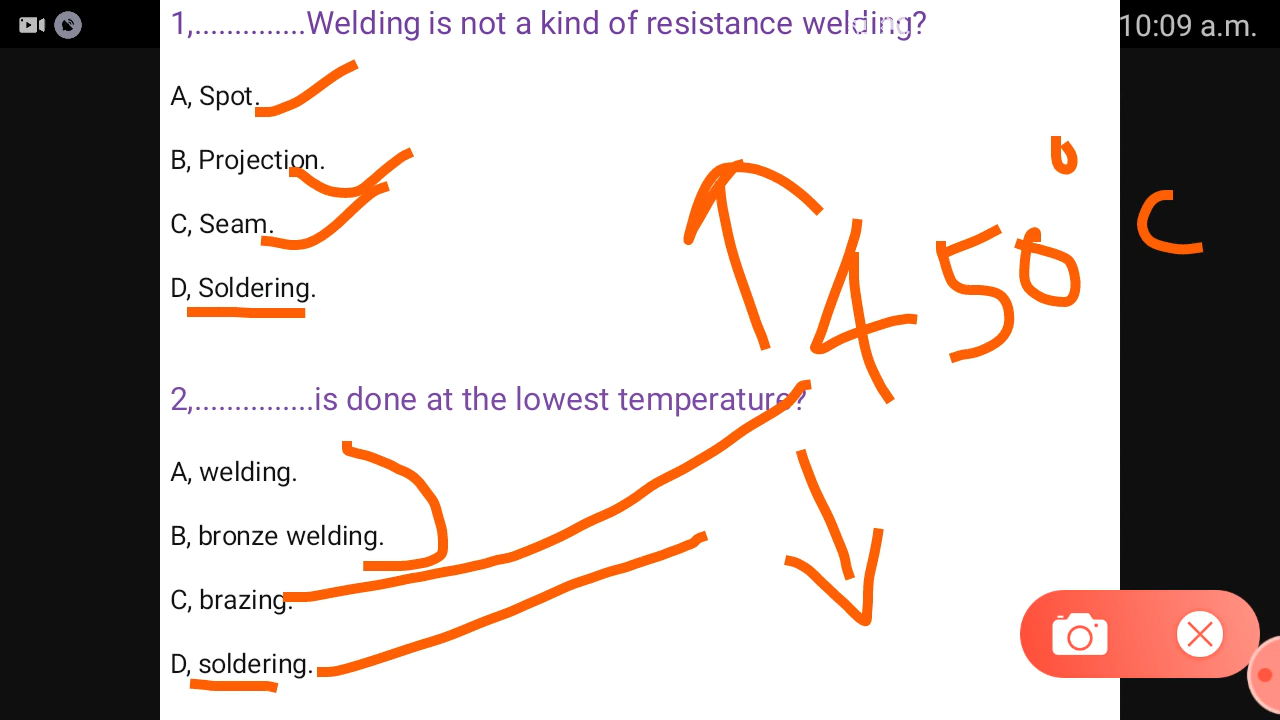 10:09 a.m.
1,..............Welding is not a kind of resistance welding?
A, Spot.
B, Projection.
C, Seam.
D, Soldering.
450° C
2,...............is done at the lowest temperature?
A, welding.
B, bronze welding.
C, brazing.
D, soldering.